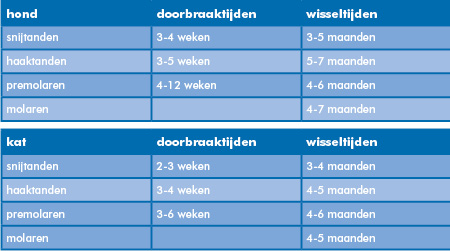 hond doorbraaktijden wisseltijden
snijtanden 3-4 weken 3-5 maanden
haaktanden 3-5 weken 5-7 maanden
premolaren 4-12 weken 4-6 maanden
molaren 4-7 maanden
kat doorbraaktijden wisseltijden
snijtanden 2-3 weken 3-4 maanden
haaktanden 3-4 weken 4-5 maanden
premolaren 3-6 weken 4-6 maanden
molaren 4-5 maanden